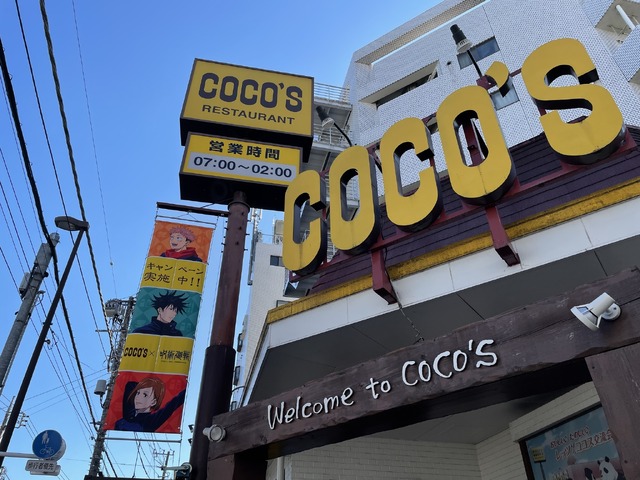 COCO'S
RESTAURANT
営業時間
07:00～02:00
COCO'S
キャンペーン
実施中!!
COCO'S × 呪術廻戦
Welcome to COCO'S